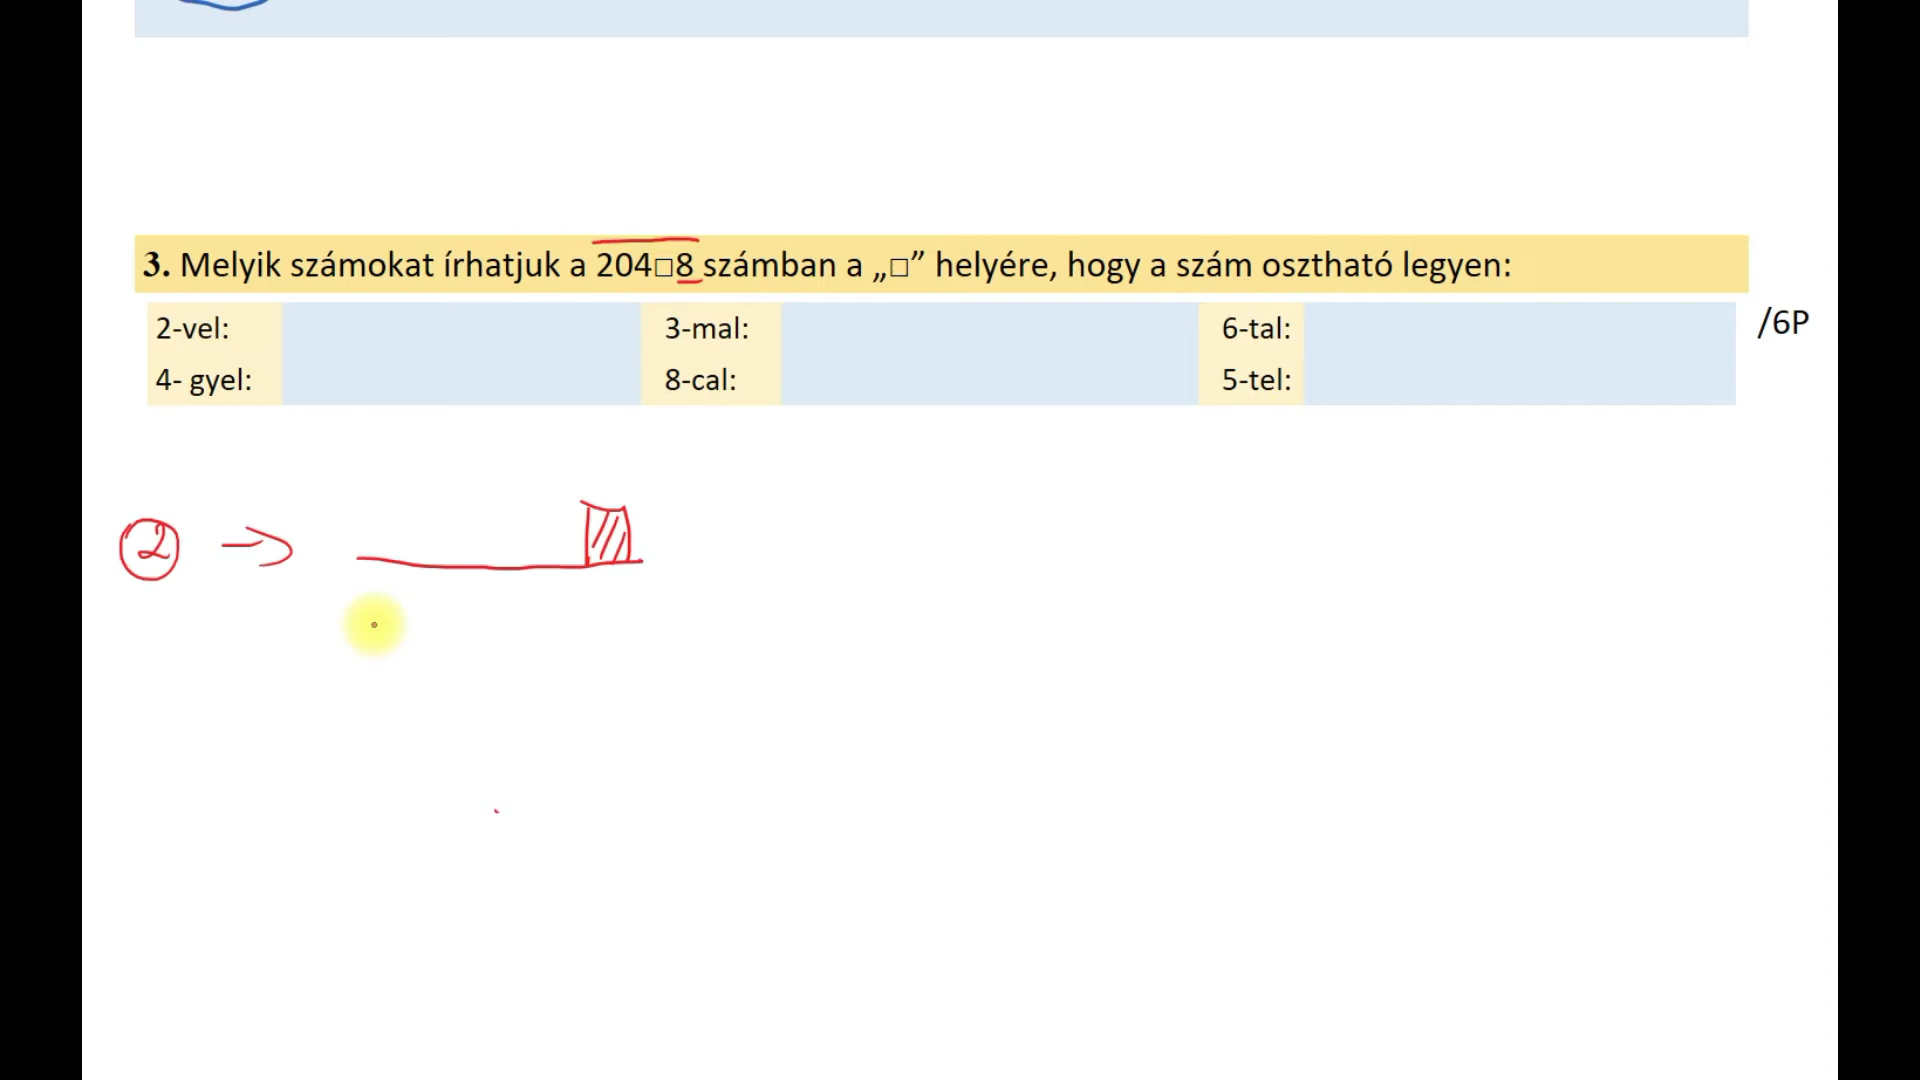 3. Melyik számokat írhatjuk a 204□8 számban a „□” helyére, hogy a szám osztható legyen:
2-vel: 3-mal: 6-tal: /6P
4- gyel: 8-cal: 5-tel:
2 →